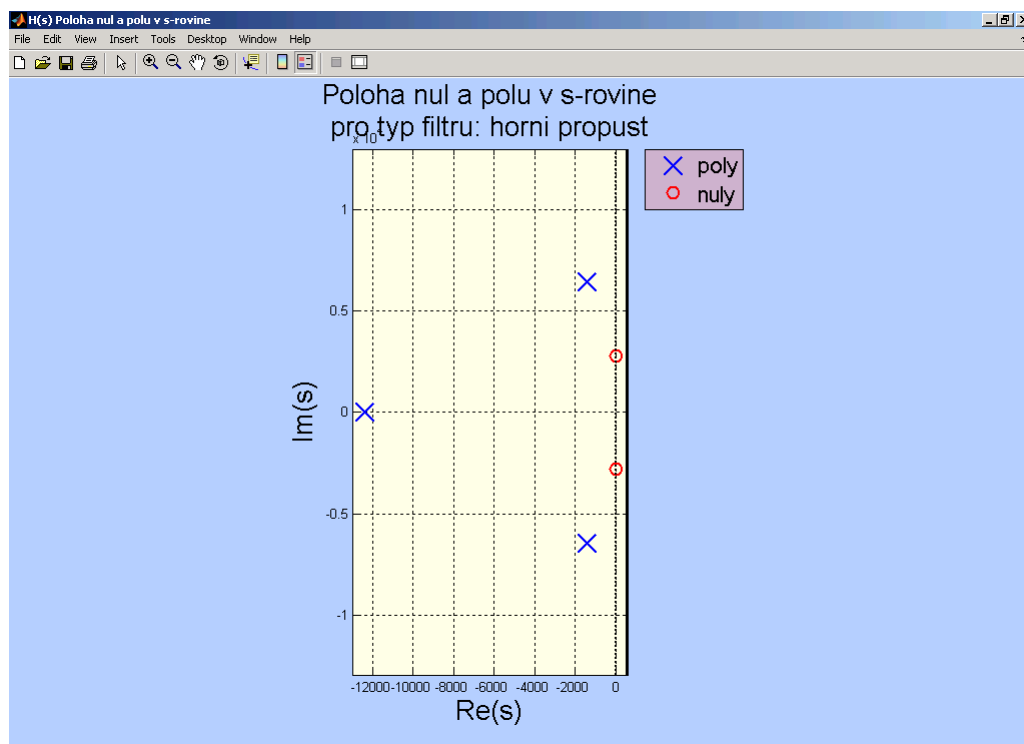 H(s) Poloha nul a polu v s-rovine
File Edit View Insert Tools Desktop Window Help
Poloha nul a polu v s-rovine
pro typ filtru: horni propust
x 10
poly
nuly
1
0.5
0
-0.5
-1
Im(s)
-12000 -10000 -8000 -6000 -4000 -2000 0
Re(s)